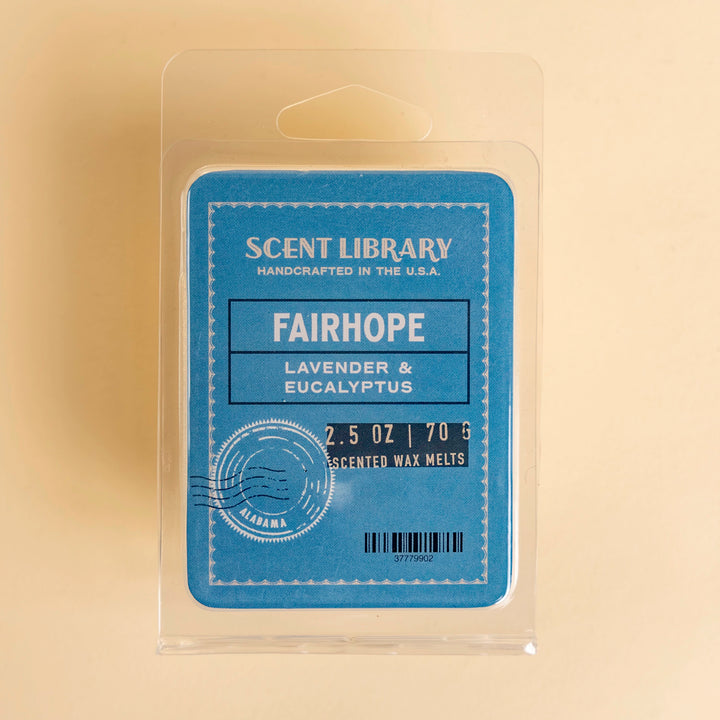 SCENT LIBRARY
HANDCRAFTED IN THE U.S.A.
FAIRHOPE
LAVENDER &
EUCALYPTUS
2.5 OZ | 70 G
SCENTED WAX MELTS
ALABAMA
37779902